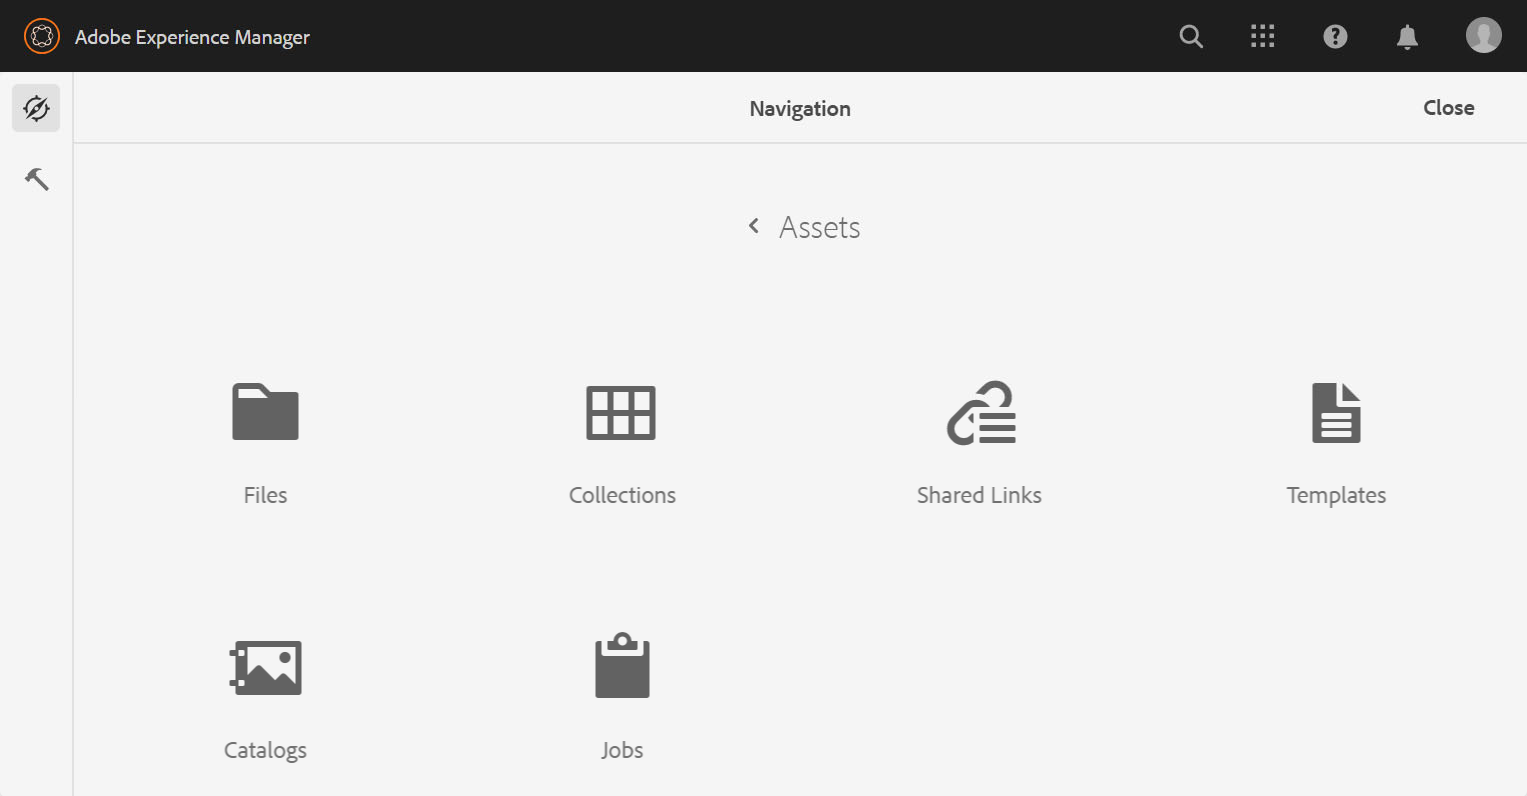 Adobe Experience Manager
Navigation
Close
Assets
Files
Collections
Shared Links
Templates
Catalogs
Jobs